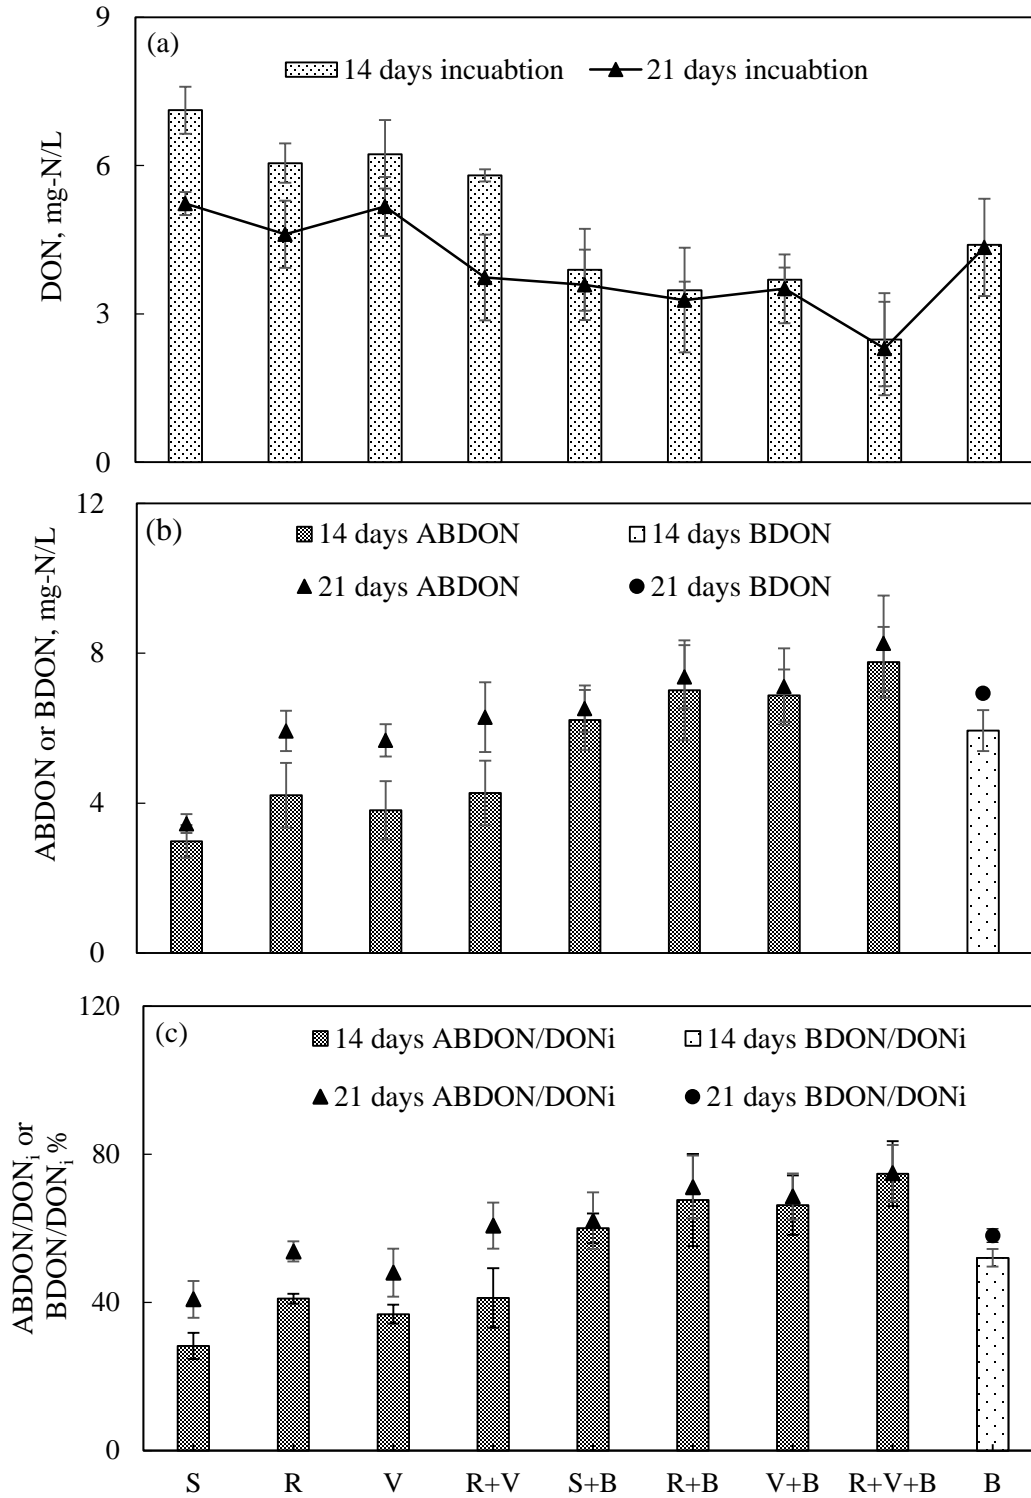 9
(a)
14 days incuabtion
21 days incuabtion
6
DON, mg-N/L
3
0
12
(b)
14 days ABDON
14 days BDON
21 days ABDON
21 days BDON
8
ABDON or BDON, mg-N/L
4
0
120
(c)
14 days ABDON/DONi
14 days BDON/DONi
21 days ABDON/DONi
21 days BDON/DONi
80
ABDON/DONi or
BDON/DONi %
40
0
S R V R+V S+B R+B V+B R+V+B B